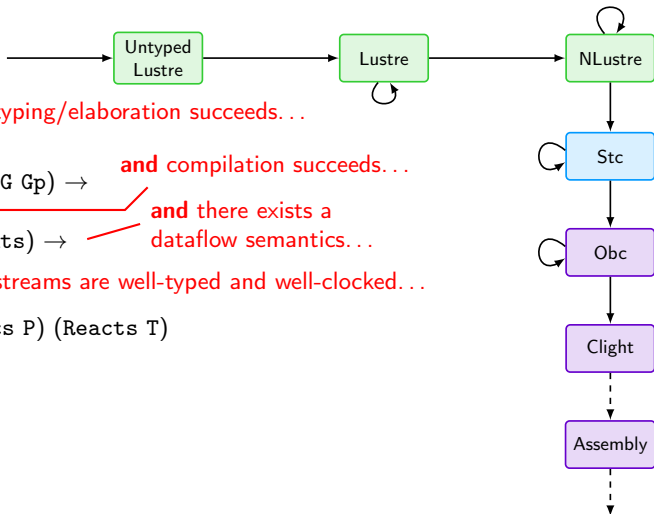 Untyped
Lustre
Lustre
NLustre
typing/elaboration succeeds...
and compilation succeeds...
G Gp) →
Stc
and there exists a
ts) →
dataflow semantics...
Obc
streams are well-typed and well-clocked...
ts P) (Reacts T)
Clight
Assembly